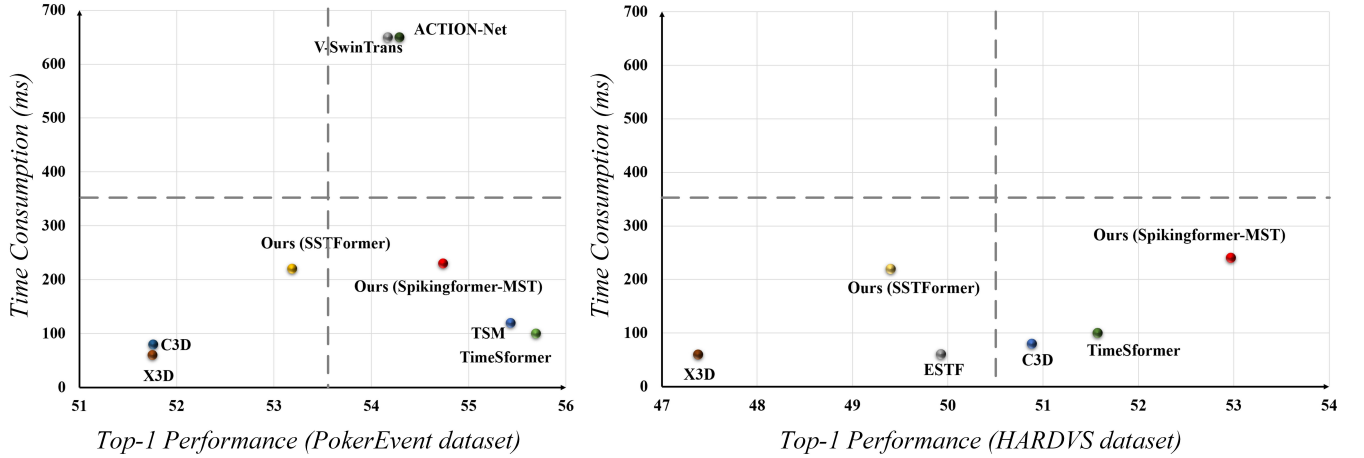 700
600
500
400
300
200
100
0
Time Consumption (ms)
ACTION-Net
V-SwinTrans
Ours (SSTFormer)
Ours (Spikingformer-MST)
TSM
TimeSformer
C3D
X3D
51 52 53 54 55 56
Top-1 Performance (PokerEvent dataset)
700
600
500
400
300
200
100
0
Time Consumption (ms)
Ours (Spikingformer-MST)
Ours (SSTFormer)
TimeSformer
C3D
ESTF
X3D
47 48 49 50 51 52 53 54
Top-1 Performance (HARDVS dataset)